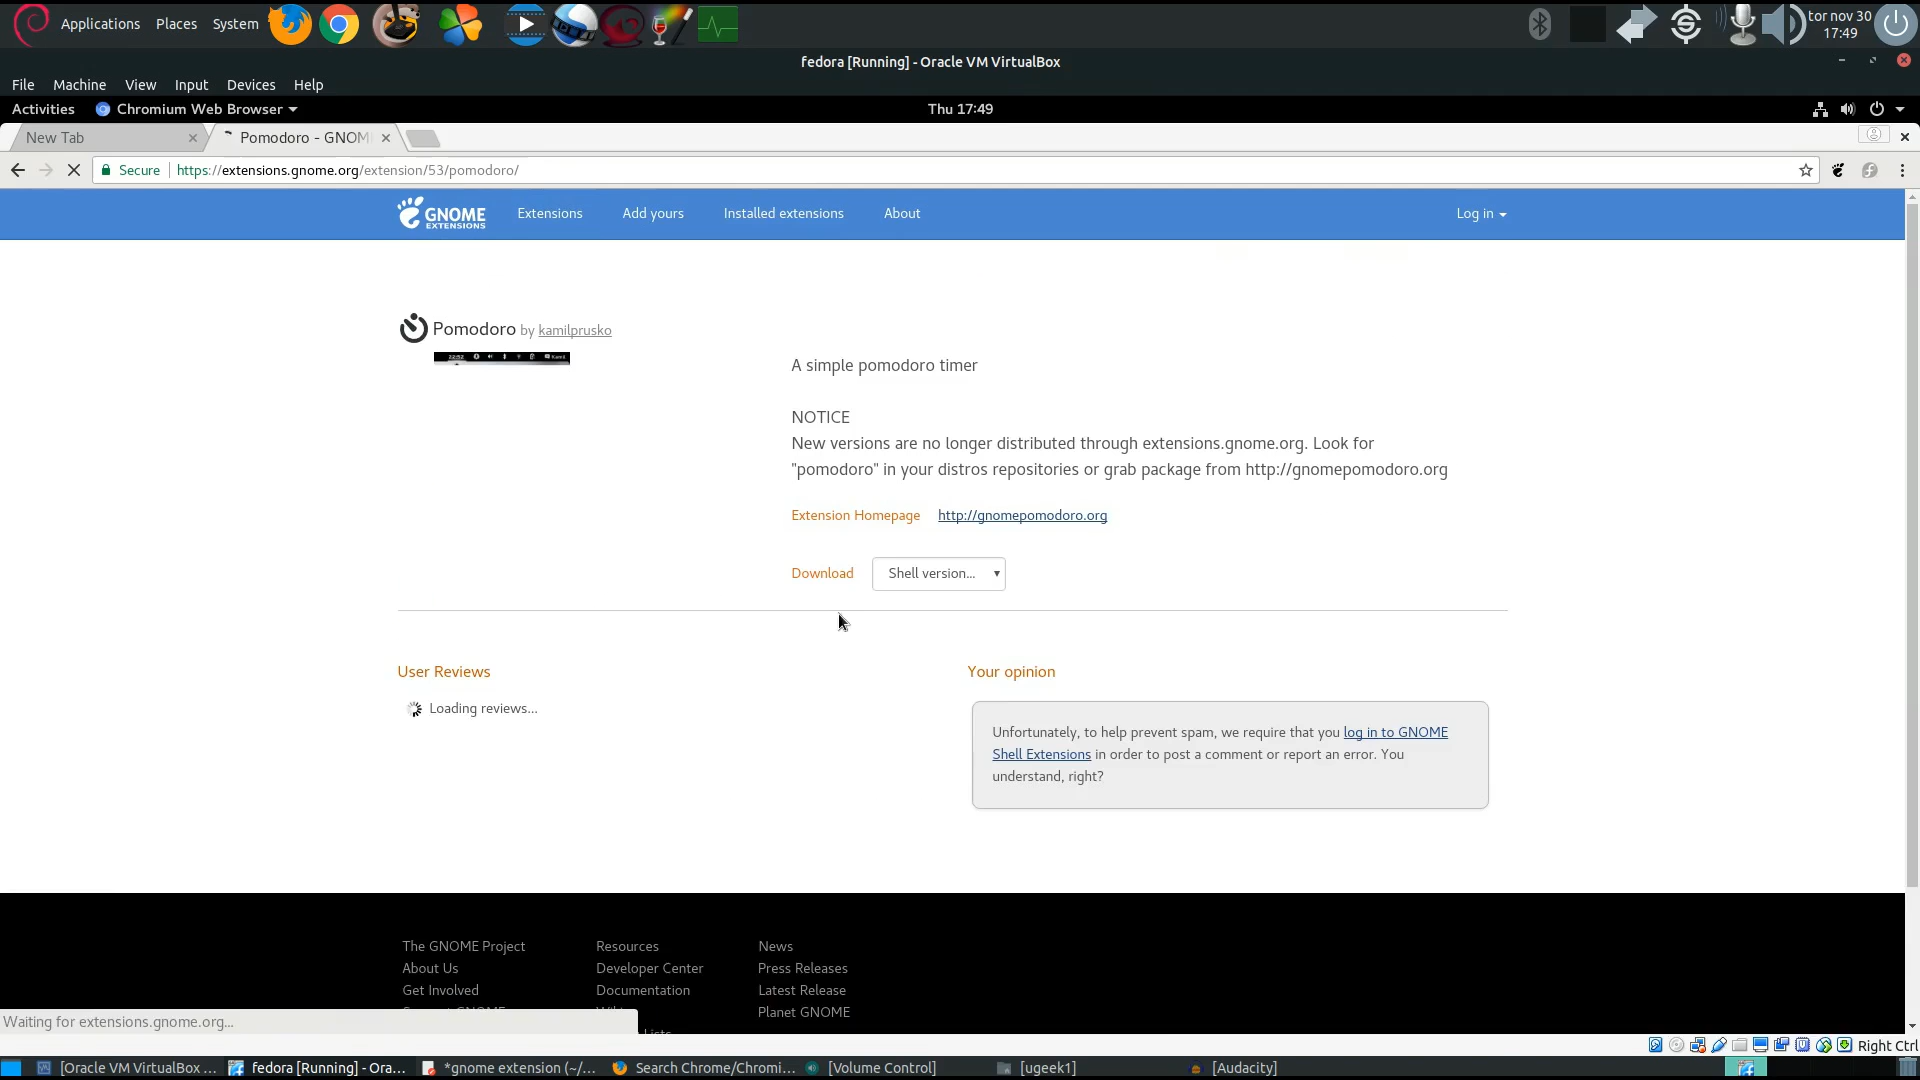 Applications Places System
tor nov 30
17:49
fedora [Running] - Oracle VM VirtualBox
File Machine View Input Devices Help
Activities Chromium Web Browser Thu 17:49
New Tab Pomodoro - GNOM
Secure https://extensions.gnome.org/extension/53/pomodoro/
GNOME EXTENSIONS Extensions Add yours Installed extensions About Log in
Pomodoro by kamilprusko
A simple pomodoro timer
NOTICE
New versions are no longer distributed through extensions.gnome.org. Look for
"pomodoro" in your distros repositories or grab package from http://gnomepomodoro.org
Extension Homepage http://gnomepomodoro.org
Download Shell version...
User Reviews
Loading reviews...
Your opinion
Unfortunately, to help prevent spam, we require that you log in to GNOME
Shell Extensions in order to post a comment or report an error. You
understand, right?
The GNOME Project Resources News
About Us Developer Center Press Releases
Get Involved Documentation Latest Release
Planet GNOME
Lists
Waiting for extensions.gnome.org...
Right Ctrl
[Oracle VM VirtualBox ... fedora [Running] - Ora... *gnome extension (~/... Search Chrome/Chromi... [Volume Control] [ugeek1] [Audacity]